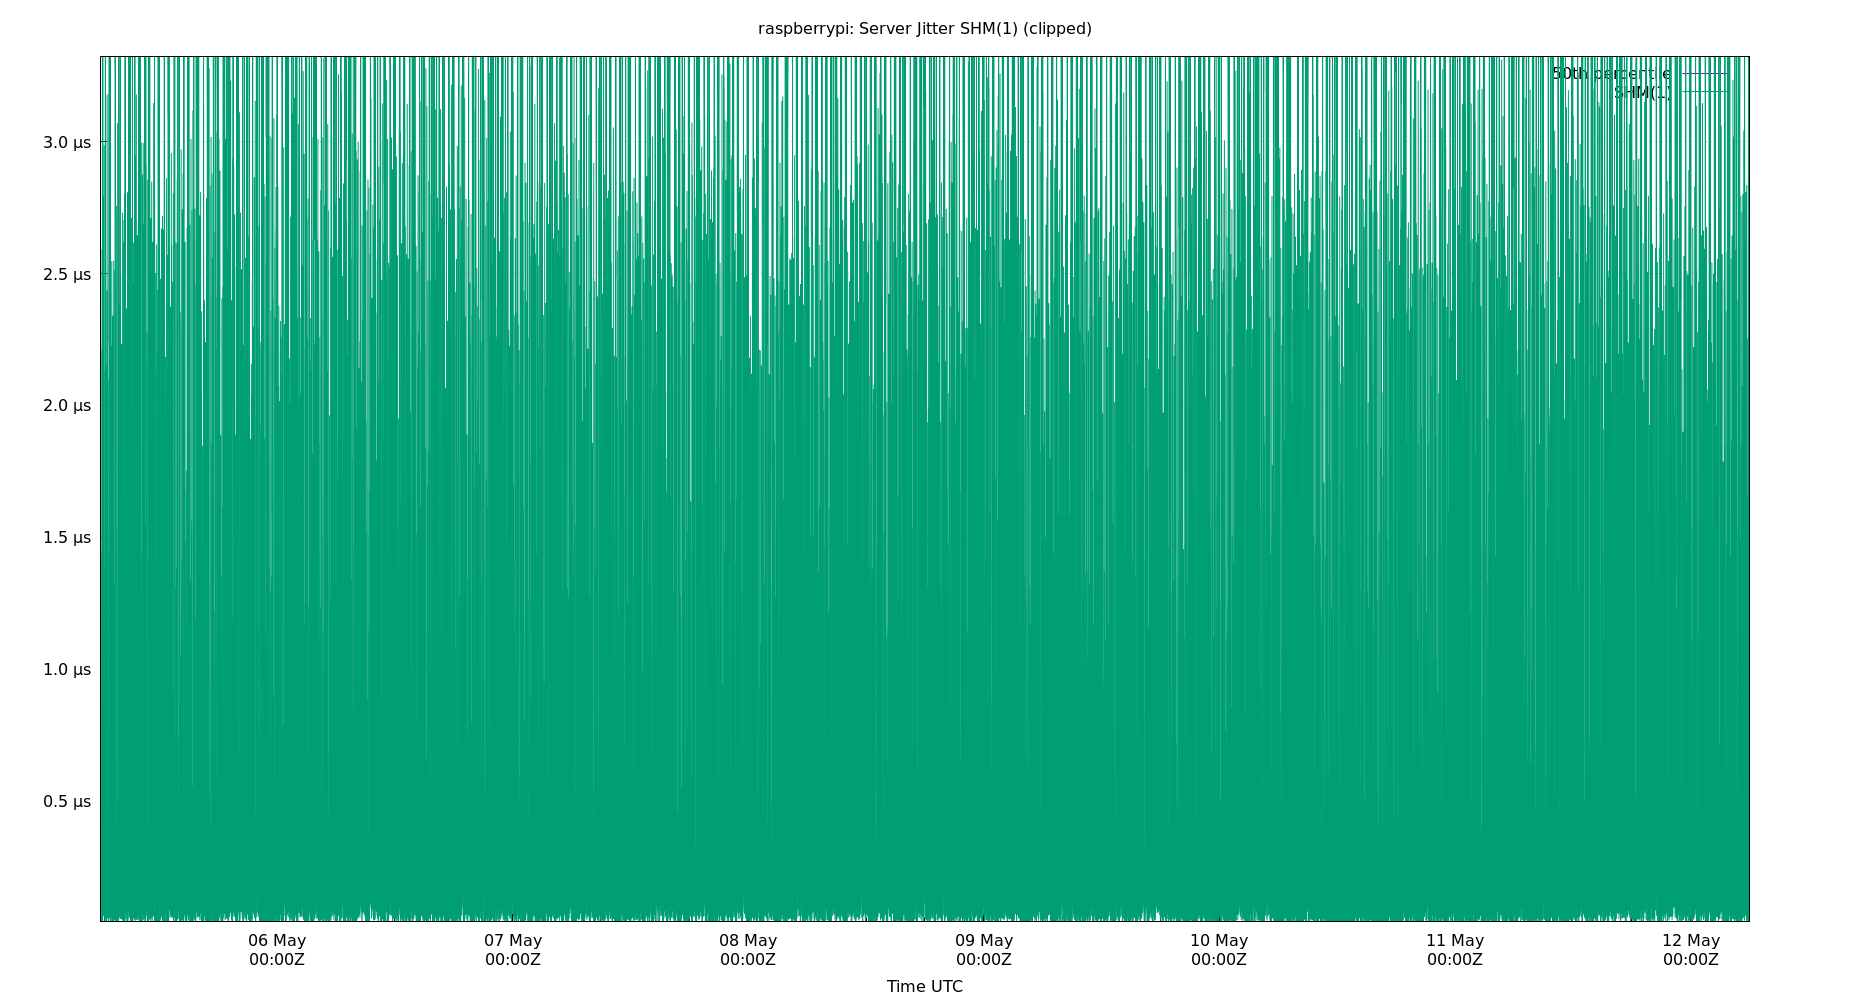 raspberrypi: Server Jitter SHM(1) (clipped)
50th percentile
SHM(1)
3.0 µs
2.5 µs
2.0 µs
1.5 µs
1.0 µs
0.5 µs
06 May 07 May 08 May 09 May 10 May 11 May 12 May
00:00Z 00:00Z 00:00Z 00:00Z 00:00Z 00:00Z 00:00Z
Time UTC